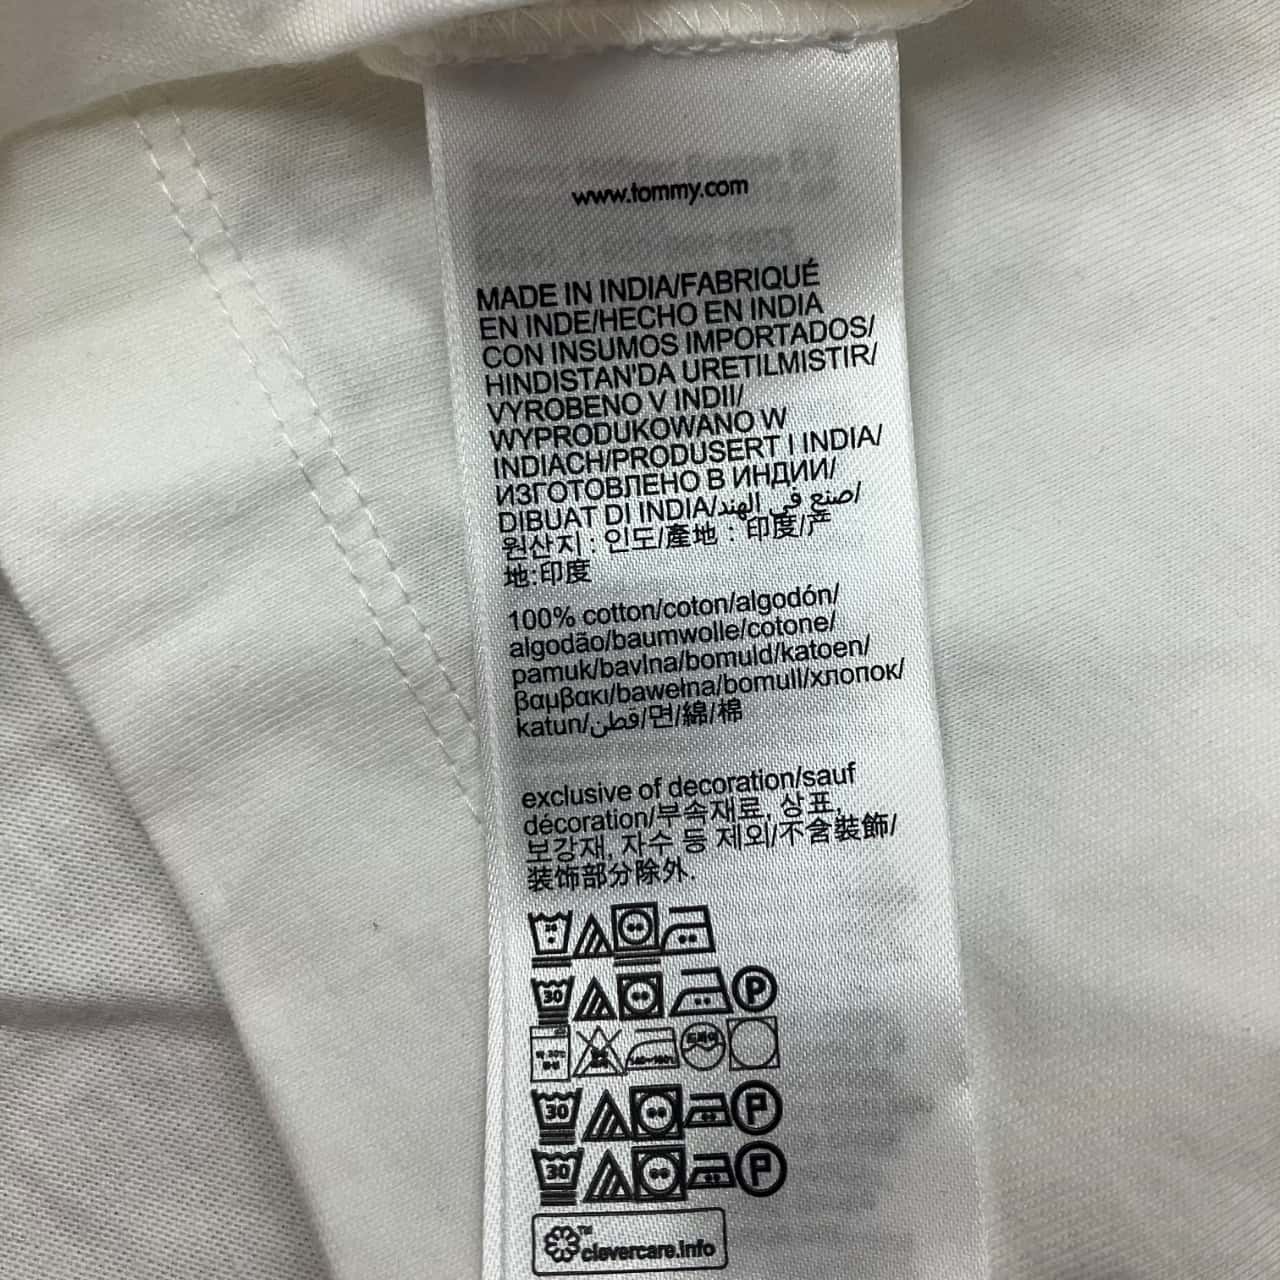 www.tommy.com
MADE IN INDIA/FABRIQUÉ
EN INDE/HECHO EN INDIA
CON INSUMOS IMPORTADOS/
HINDISTAN'DA URETILMISTIR/
VYROBENO V INDII/
WYPRODUKOWANO W
INDIACH/PRODUSERT I INDIA/
ИЗГОТОВЛЕНО В ИНДИИ/
DIBUAT DI INDIA/صنع في الهند/
원산지 : 인도/產地 : 印度/产
地:印度
100% cotton/coton/algodón/
algodão/baumwolle/cotone/
pamuk/bavlna/bomuld/katoen/
βαμβακι/bawełna/bomull/хлопок/
katun/قطن/면/綿/棉
exclusive of decoration/sauf
décoration/부속재료, 상표,
보강재, 자수 등 제외/不含裝飾/
装饰部分除外.
30 P
30 P
30 P
clevercare.info